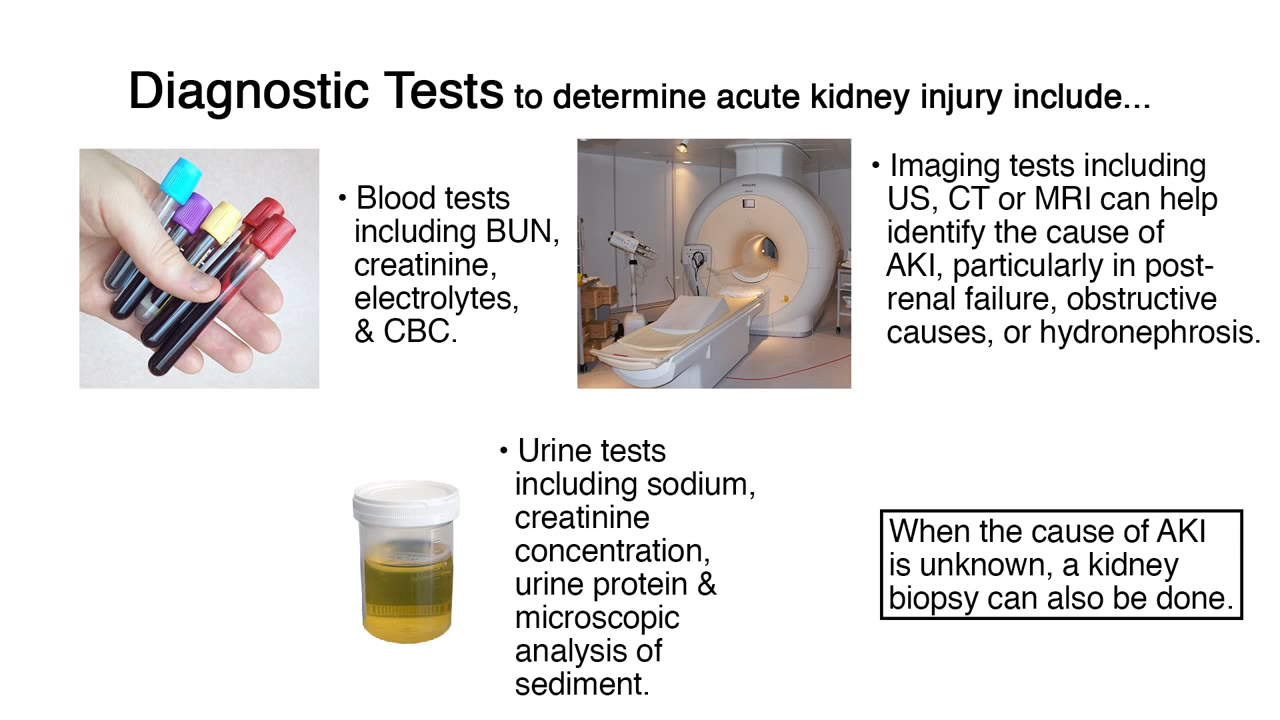 Diagnostic Tests to determine acute kidney injury include...
• Blood tests
including BUN,
creatinine,
electrolytes,
& CBC.
• Imaging tests including
US, CT or MRI can help
identify the cause of
AKI, particularly in post-
renal failure, obstructive
causes, or hydronephrosis.
• Urine tests
including sodium,
creatinine
concentration,
urine protein &
microscopic
analysis of
sediment.
When the cause of AKI
is unknown, a kidney
biopsy can also be done.